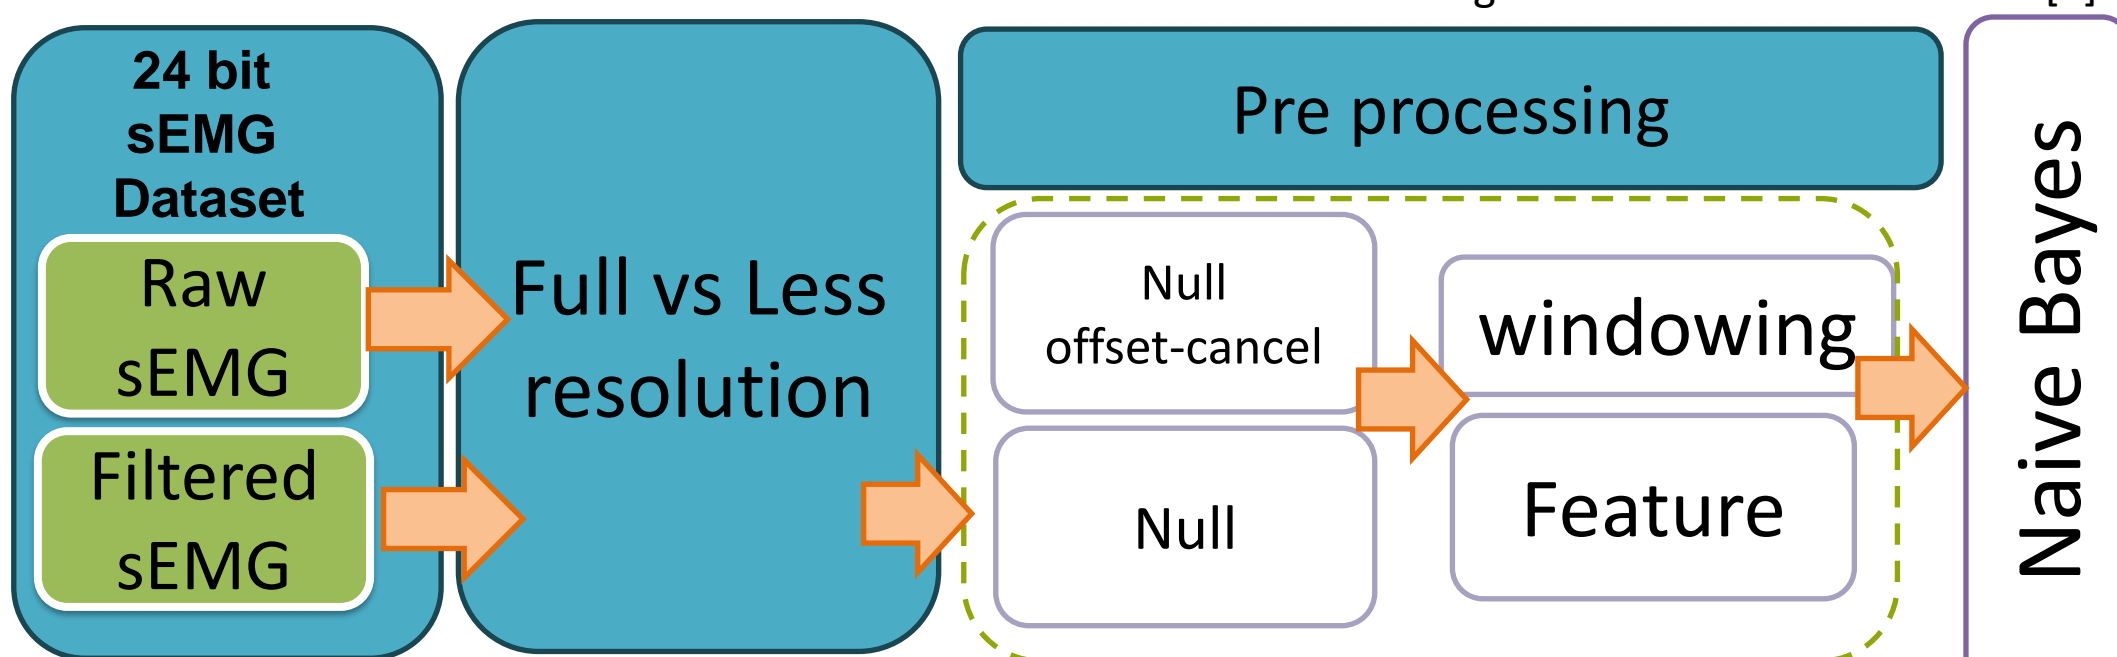 24 bit
sEMG
Dataset
Raw
sEMG
Filtered
sEMG
Full vs Less
resolution
Pre processing
Null
offset-cancel
Null
windowing
Feature
Naive Bayes